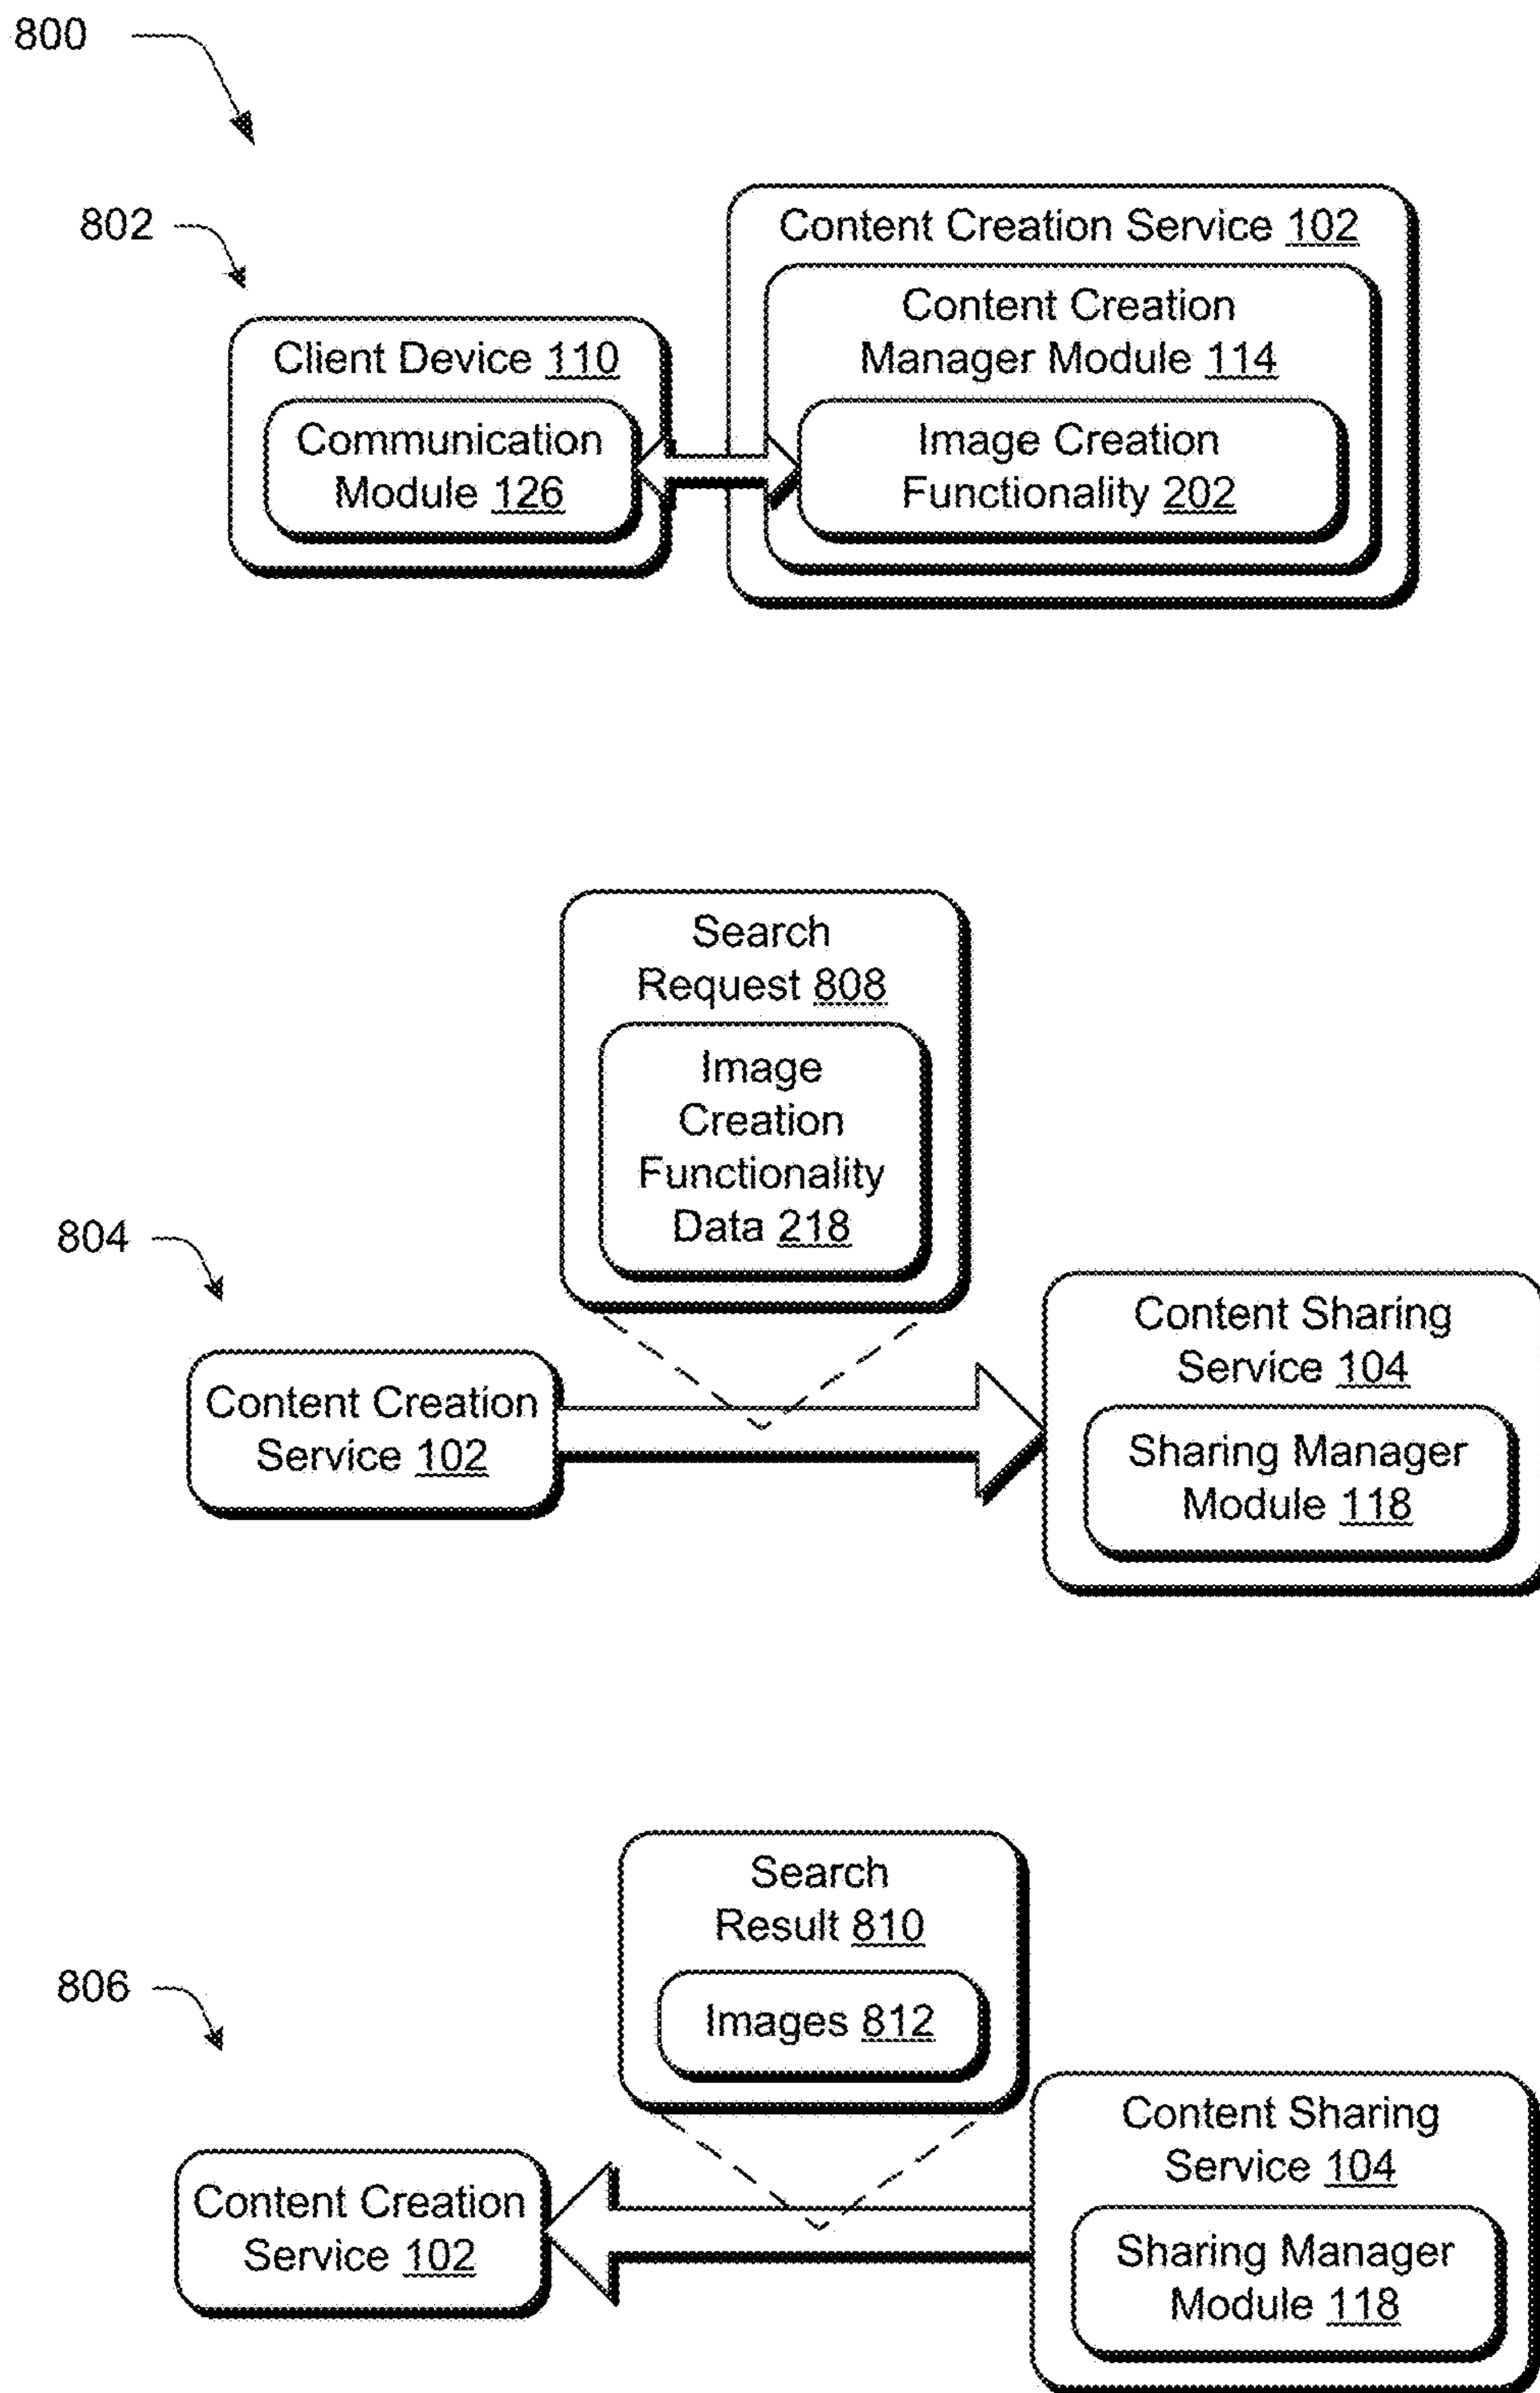 800
802
Content Creation Service 102
Content Creation
Manager Module 114
Client Device 110
Communication
Module 126
Image Creation
Functionality 202
Search
Request 808
Image
Creation
Functionality
Data 218
804
Content Creation
Service 102
Content Sharing
Service 104
Sharing Manager
Module 118
Search
Result 810
Images 812
806
Content Creation
Service 102
Content Sharing
Service 104
Sharing Manager
Module 118